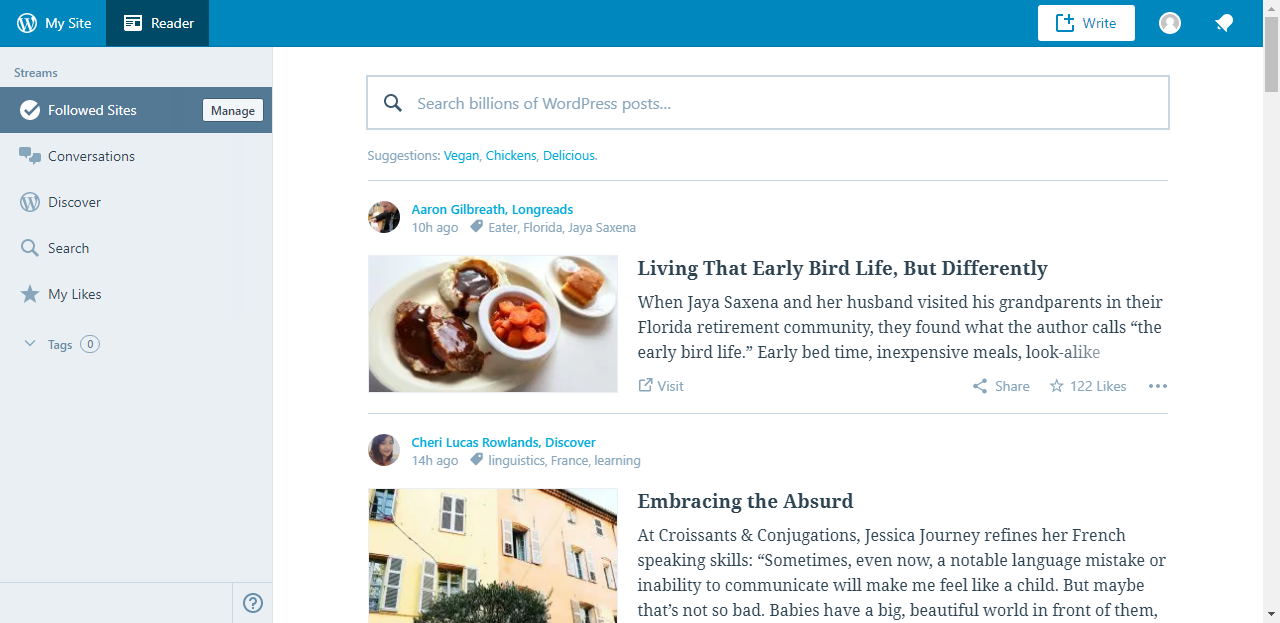 My Site
Reader
Write
Streams
Followed Sites
Manage
Conversations
Discover
Search
My Likes
Tags 0
Search billions of WordPress posts...
Suggestions: Vegan, Chickens, Delicious.
Aaron Gilbreath, Longreads
10h ago Eater, Florida, Jaya Saxena
Living That Early Bird Life, But Differently
When Jaya Saxena and her husband visited his grandparents in their
Florida retirement community, they found what the author calls “the
early bird life.” Early bed time, inexpensive meals, look-alike
Visit
Share
122 Likes
Cheri Lucas Rowlands, Discover
14h ago linguistics, France, learning
Embracing the Absurd
At Croissants & Conjugations, Jessica Journey refines her French
speaking skills: “Sometimes, even now, a notable language mistake or
inability to communicate will make me feel like a child. But maybe
that’s not so bad. Babies have a big, beautiful world in front of them,